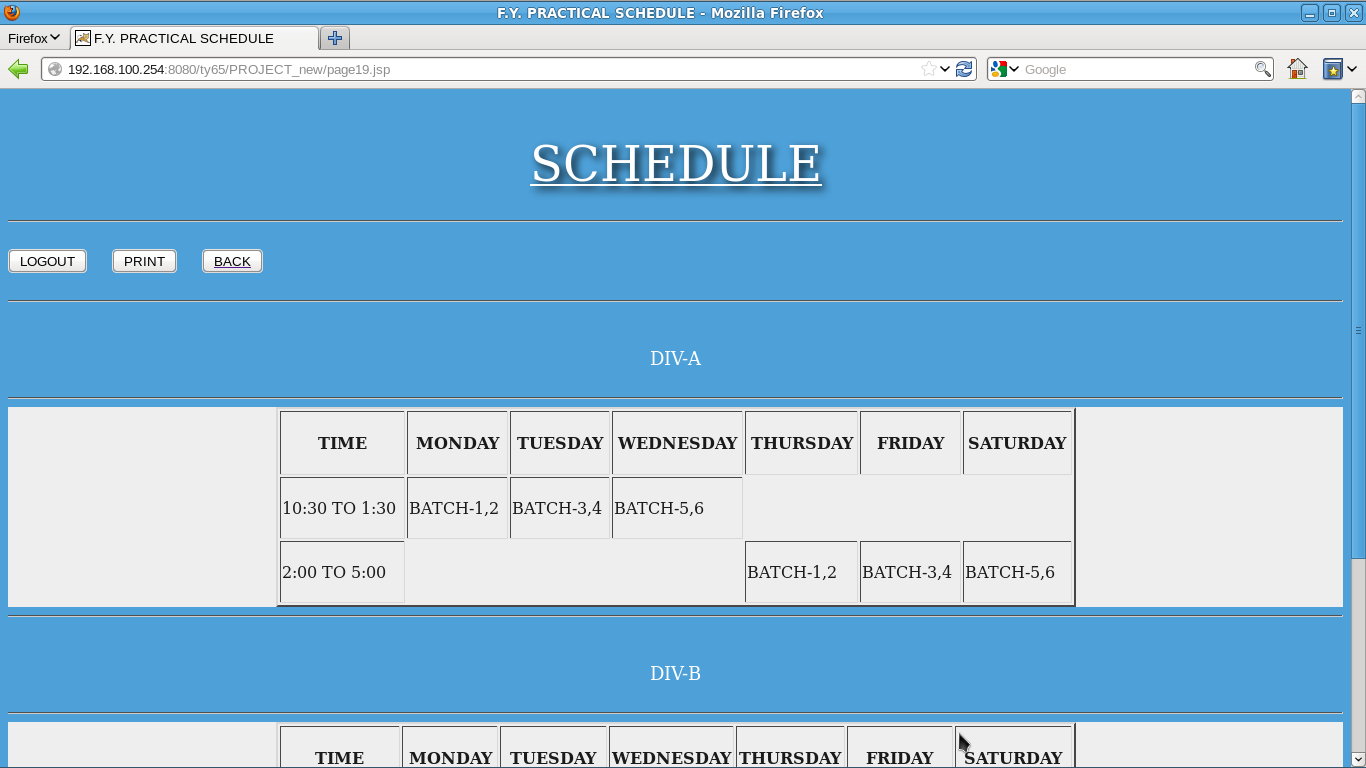 F.Y. PRACTICAL SCHEDULE - Mozilla Firefox
Firefox F.Y. PRACTICAL SCHEDULE
192.168.100.254:8080/ty65/PROJECT_new/page19.jsp Google
SCHEDULE
LOGOUT PRINT BACK
DIV-A
TIME MONDAY TUESDAY WEDNESDAY THURSDAY FRIDAY SATURDAY
10:30 TO 1:30 BATCH-1,2 BATCH-3,4 BATCH-5,6
2:00 TO 5:00 BATCH-1,2 BATCH-3,4 BATCH-5,6
DIV-B
TIME MONDAY TUESDAY WEDNESDAY THURSDAY FRIDAY SATURDAY